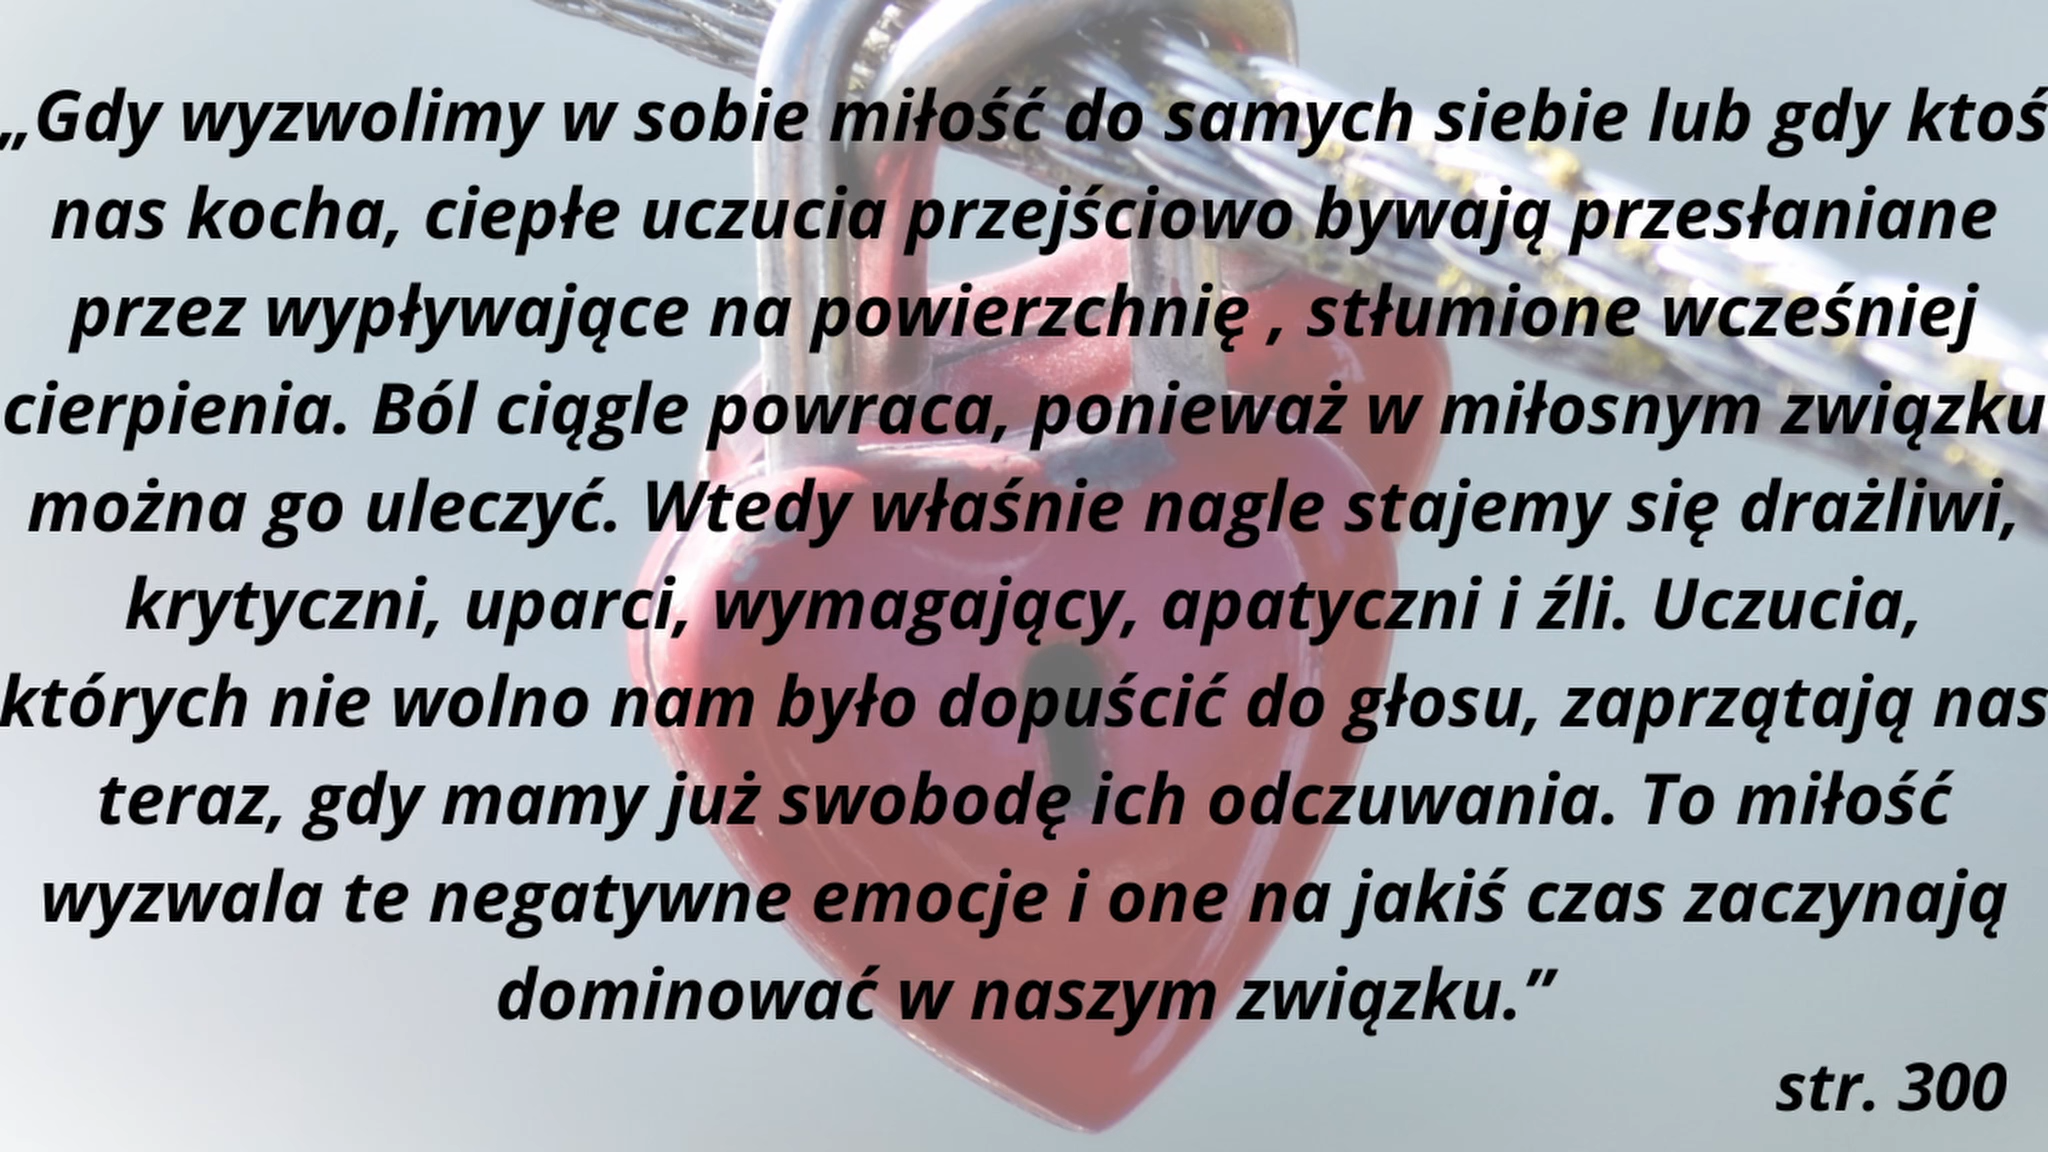 „Gdy wyzwolimy w sobie miłość do samych siebie lub gdy ktoś
nas kocha, ciepłe uczucia przejściowo bywają przesłaniane
przez wypływające na powierzchnię , stłumione wcześniej
cierpienia. Ból ciągle powraca, ponieważ w miłosnym związku
można go uleczyć. Wtedy właśnie nagle stajemy się drażliwi,
krytyczni, uparci, wymagający, apatyczni i źli. Uczucia,
których nie wolno nam było dopuścić do głosu, zaprzątają nas
teraz, gdy mamy już swobodę ich odczuwania. To miłość
wyzwala te negatywne emocje i one na jakiś czas zaczynają
dominować w naszym związku.”
str. 300